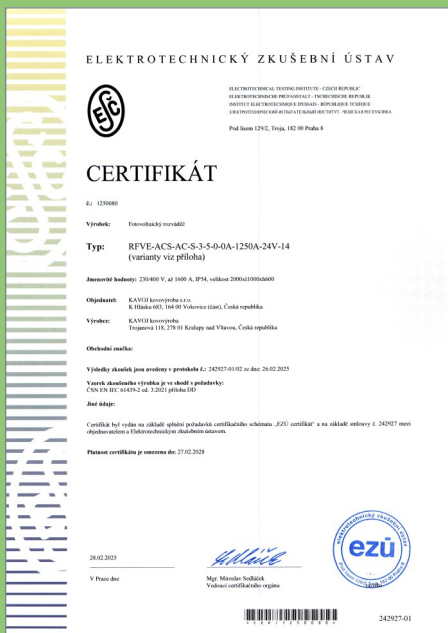 ELEKTROTECHNICKÝ ZKUŠEBNÍ ÚSTAV
ELECTROTECHNICAL TESTING INSTITUTE - CZECH REPUBLIC
ELEKTROTECHNISCHE PRÜFANSTALT - TSCHECHISCHE REPUBLIK
INSTITUT ELECTROTECHNIQUE D'ESSAIS - RÉPUBLIQUE TCHÈQUE
ЭЛЕКТРОТЕХНИЧЕСКИЙ ИСПЫТАТЕЛЬНЫЙ ИНСТИТУТ - ЧЕШСКАЯ РЕСПУБЛИКА
Pod lisem 129/2, Troja, 182 00 Praha 8
CERTIFIKÁT
č.: 1250080
Výrobek: Fotovoltaický rozváděč
Typ: RFVE-ACS-AC-S-3-5-0-0A-1250A-24V-14
(varianty viz příloha)
Jmenovité hodnoty: 230/400 V, až 1600 A, IP54, velikost 2000x1000x600
Objednatel: KAVOJ kovovýroba s.r.o.
K Hlásku 683, 164 00 Vokovice (část), Česká republika
Výrobce: KAVOJ kovovýroba
Trojanová 118, 278 01 Kralupy nad Vltavou, Česká republika
Obchodní značka:
Výsledky zkoušek jsou uvedeny v protokolu č.: 242927-01/02 ze dne 26.02.2025
Vzorek zkoušeného výrobku je ve shodě s požadavky:
ČSN EN IEC 61439-2 ed. 3:2021 příloha DD
Jiné údaje:
Certifikát byl vydán na základě splnění požadavků certifikačního schématu „EZÚ certifikát" a na základě smlouvy č. 242927 mezi
objednavatelem a Elektrotechnickým zkušebním ústavem.
Platnost certifikátu je omezena do: 27.02.2028
28.02.2025
V Praze dne
Mgr. Miroslav Sedláček
Vedoucí certifikačního orgánu
elektrotechnický zkušební ústav
ezú
242927-01